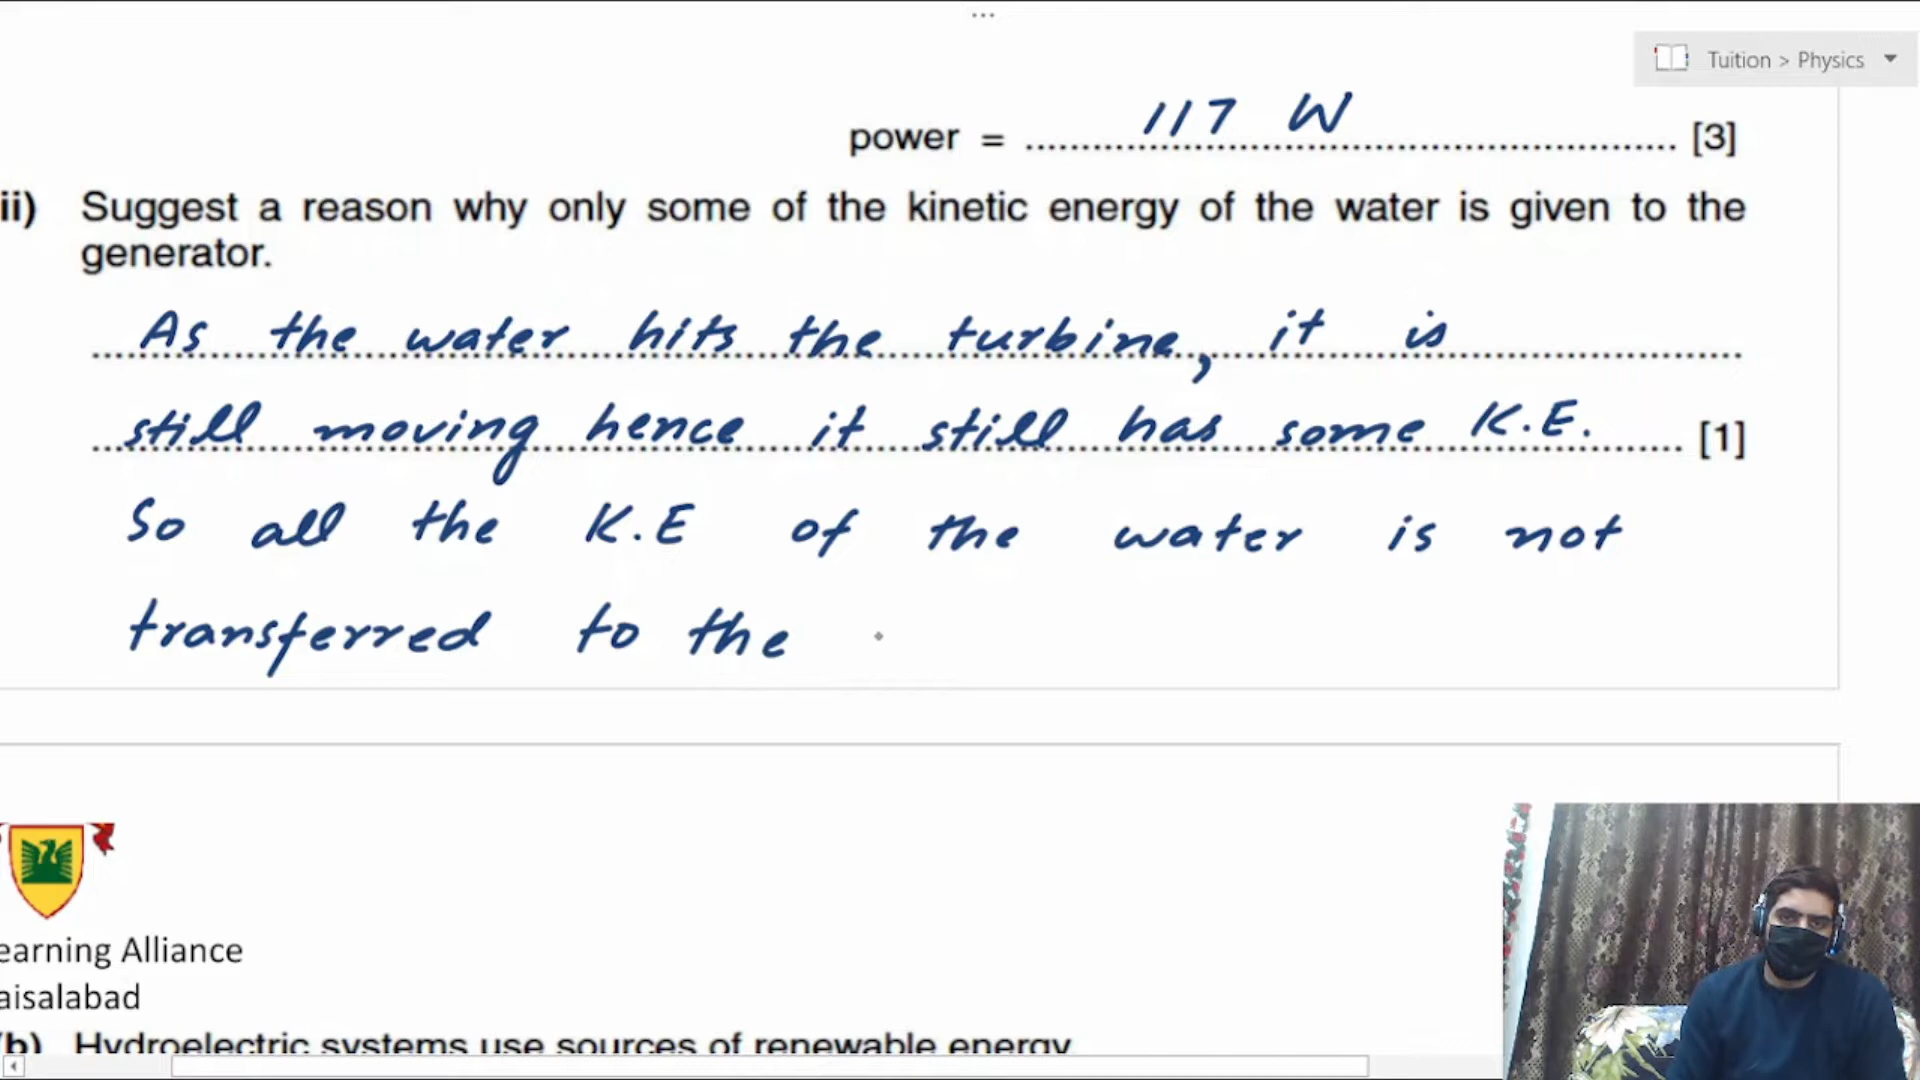 ...
Tuition > Physics
power = 117 W [3]
ii) Suggest a reason why only some of the kinetic energy of the water is given to the
generator.
As the water hits the turbine, it is
still moving hence it still has some K.E. [1]
So all the K.E of the water is not
transferred to the
earning Alliance
aisalabad
(b) Hydroelectric systems use sources of renewable energy